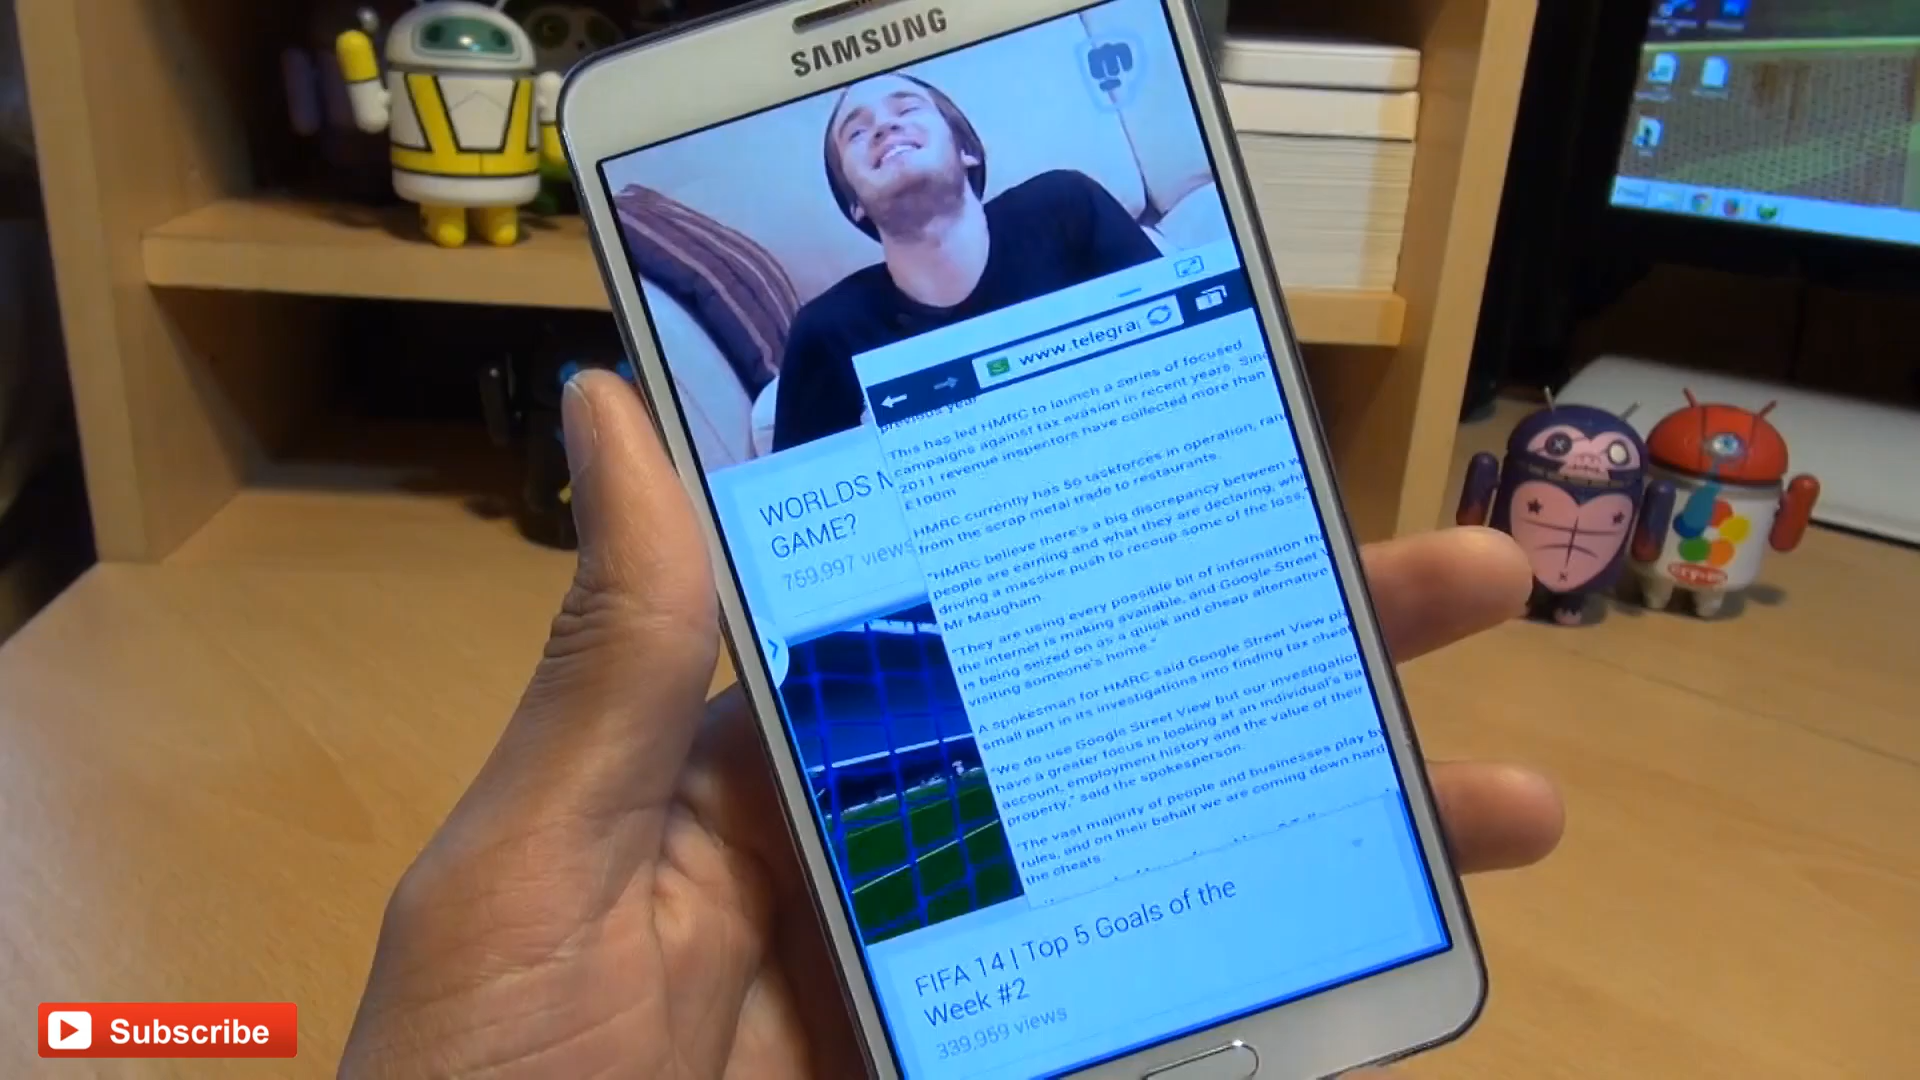 SAMSUNG
www.telegra
previous year
This has led HMRC to launch a series of focused
campaigns against tax evasion in recent years. Sinc
2011 revenue inspectors have collected more than
£100m
HMRC currently has 56 taskforces in operation, ran
from the scrap metal trade to restaurants.
"HMRC believe there's a big discrepancy between w
people are earning and what they are declaring, whi
driving a massive push to recoup some of the loss,"
Mr Maugham.
"They are using every possible bit of information th
the internet is making available, and Google Street V
is being seized on as a quick and cheap alternative
visiting someone's home."
A spokesman for HMRC said Google Street View pl
small part in its investigations into finding tax cheat
"We do use Google Street View but our investigation
have a greater focus in looking at an individual's ba
account, employment history and the value of their
property," said the spokesperson.
"The vast majority of people and businesses play by
rules, and on their behalf we are coming down hard
the cheats.
WORLDS M
GAME?
759,997 views
FIFA 14 | Top 5 Goals of the
Week #2
339,959 views
Subscribe